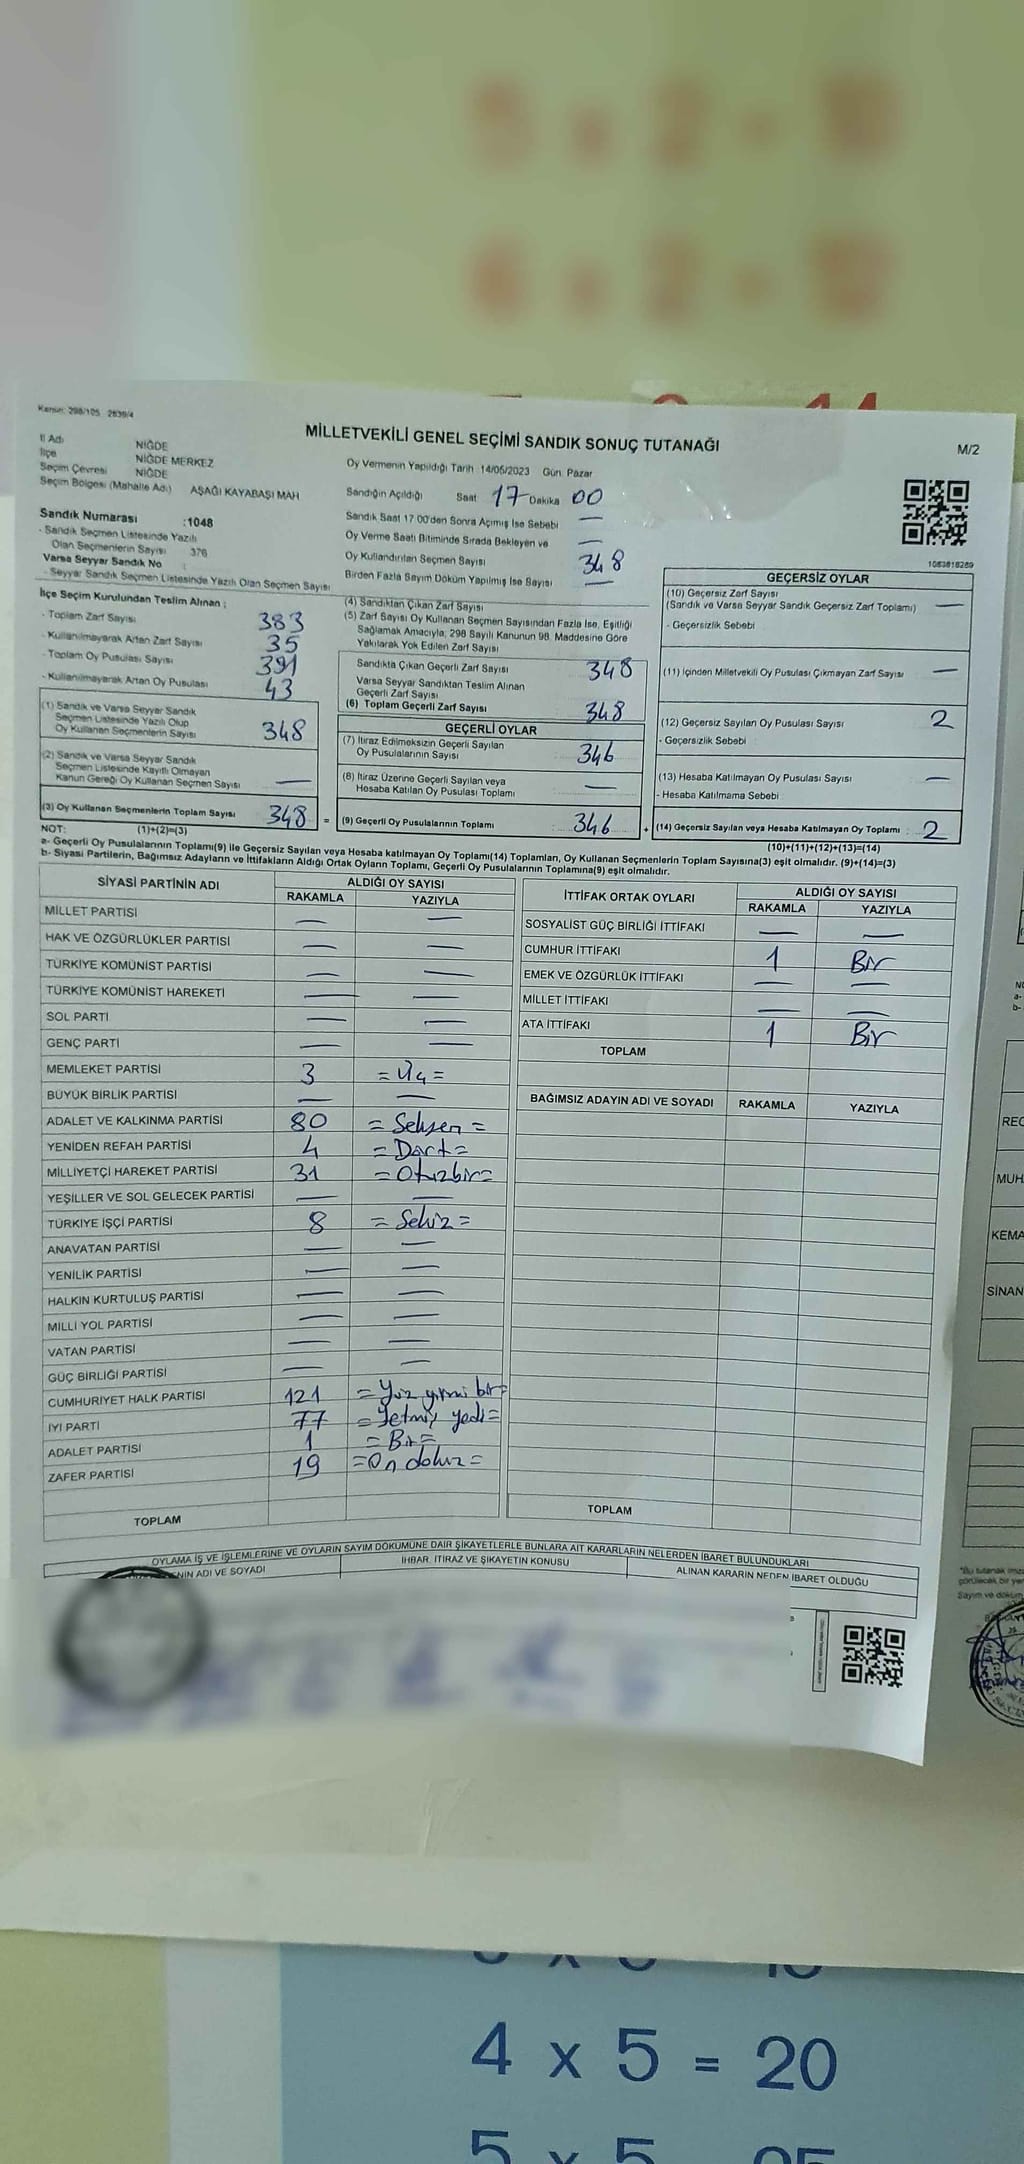 5 x 2 = 10
6 x 2 = 12
14
Kanun: 298/105 2839/4
MİLLETVEKİLİ GENEL SEÇİMİ SANDIK SONUÇ TUTANAĞI
M/2
İl Adı NİĞDE
İlçe NİĞDE MERKEZ
Seçim Çevresi NİĞDE
Seçim Bölgesi (Mahalle Adı) AŞAĞI KAYABAŞI MAH
Oy Vermenin Yapıldığı Tarih 14/05/2023 Gün: Pazar
Sandığın Açıldığı Saat 17 Dakika 00
Sandık Saat 17:00'den Sonra Açımış İse Sebebi —
Oy Verme Saati Bitiminde Sırada Bekleyen ve —
Oy Kullandırılan Seçmen Sayısı 348
Birden Fazla Sayım Döküm Yapılmış İse Sayısı —
Sandık Numarası :1048
- Sandık Seçmen Listesinde Yazılı
Olan Seçmenlerin Sayısı : 376
Varsa Seyyar Sandık No :
- Seyyar Sandık Seçmen Listesinde Yazılı Olan Seçmen Sayısı
İlçe Seçim Kurulundan Teslim Alınan ;
- Toplam Zarf Sayısı 383
- Kullanılmayarak Artan Zarf Sayısı 35
- Toplam Oy Pusulası Sayısı 391
- Kullanılmayarak Artan Oy Pusulası 43
(1) Sandık ve Varsa Seyyar Sandık
Seçmen Listesinde Yazılı Olup
Oy Kullanan Seçmenlerin Sayısı 348
(2) Sandık ve Varsa Seyyar Sandık
Seçmen Listesinde Kayıtlı Olmayan
Kanun Gereği Oy Kullanan Seçmen Sayısı —
(3) Oy Kullanan Seçmenlerin Toplam Sayısı 348 =
(1)+(2)=(3)
(4) Sandıktan Çıkan Zarf Sayısı
(5) Zarf Sayısı Oy Kullanan Seçmen Sayısından Fazla İse, Eşitliği
Sağlamak Amacıyla, 298 Sayılı Kanunun 98. Maddesine Göre
Yakılarak Yok Edilen Zarf Sayısı
Sandıkta Çıkan Geçerli Zarf Sayısı 348
Varsa Seyyar Sandıktan Teslim Alınan
Geçerli Zarf Sayısı
(6) Toplam Geçerli Zarf Sayısı 348
GEÇERLİ OYLAR
(7) İtiraz Edilmeksizin Geçerli Sayılan
Oy Pusulalarının Sayısı 346
(8) İtiraz Üzerine Geçerli Sayılan veya
Hesaba Katılan Oy Pusulası Toplamı —
(9) Geçerli Oy Pusulalarının Toplamı 346 +
1083818289
GEÇERSİZ OYLAR
(10) Geçersiz Zarf Sayısı
(Sandık ve Varsa Seyyar Sandık Geçersiz Zarf Toplamı) —
- Geçersizlik Sebebi
(11) İçinden Milletvekili Oy Pusulası Çıkmayan Zarf Sayısı —
(12) Geçersiz Sayılan Oy Pusulası Sayısı 2
- Geçersizlik Sebebi
(13) Hesaba Katılmayan Oy Pusulası Sayısı —
- Hesaba Katılmama Sebebi
(14) Geçersiz Sayılan veya Hesaba Katılmayan Oy Toplamı : 2
(10)+(11)+(12)+(13)=(14)
NOT:
a- Geçerli Oy Pusulalarının Toplamı(9) ile Geçersiz Sayılan veya Hesaba katılmayan Oy Toplamı(14) Toplamları, Oy Kullanan Seçmenlerin Toplam Sayısına(3) eşit olmalıdır. (9)+(14)=(3)
b- Siyasi Partilerin, Bağımsız Adayların ve İttifakların Aldığı Ortak Oyların Toplamı, Geçerli Oy Pusulalarının Toplamına(9) eşit olmalıdır.
SİYASİ PARTİNİN ADI ALDIĞI OY SAYISI
RAKAMLA YAZIYLA
MİLLET PARTİSİ — —
HAK VE ÖZGÜRLÜKLER PARTİSİ — —
TÜRKİYE KOMÜNİST PARTİSİ — —
TÜRKİYE KOMÜNİST HAREKETİ — —
SOL PARTİ — —
GENÇ PARTİ — —
MEMLEKET PARTİSİ 3 = Üç =
BÜYÜK BİRLİK PARTİSİ — —
ADALET VE KALKINMA PARTİSİ 80 = Seksen =
YENİDEN REFAH PARTİSİ 4 = Dört =
MİLLİYETÇİ HAREKET PARTİSİ 31 = Otuzbir =
YEŞİLLER VE SOL GELECEK PARTİSİ — —
TÜRKİYE İŞÇİ PARTİSİ 8 = Sekiz =
ANAVATAN PARTİSİ — —
YENİLİK PARTİSİ — —
HALKIN KURTULUŞ PARTİSİ — —
MİLLİ YOL PARTİSİ — —
VATAN PARTİSİ — —
GÜÇ BİRLİĞİ PARTİSİ — —
CUMHURİYET HALK PARTİSİ 121 = Yüz yirmi bir =
İYİ PARTİ 77 = Yetmiş yedi =
ADALET PARTİSİ 1 = Bir =
ZAFER PARTİSİ 19 = On dokuz =
TOPLAM
İTTİFAK ORTAK OYLARI ALDIĞI OY SAYISI
RAKAMLA YAZIYLA
SOSYALİST GÜÇ BİRLİĞİ İTTİFAKI — —
CUMHUR İTTİFAKI 1 Bir
EMEK VE ÖZGÜRLÜK İTTİFAKI — —
MİLLET İTTİFAKI — —
ATA İTTİFAKI 1 Bir
TOPLAM
BAĞIMSIZ ADAYIN ADI VE SOYADI RAKAMLA YAZIYLA
TOPLAM
OYLAMA İŞ VE İŞLEMLERİNE VE OYLARIN SAYIM DÖKÜMÜNE DAİR ŞİKAYETLERLE BUNLARA AİT KARARLARIN NELERDEN İBARET BULUNDUKLARI
NİN ADI VE SOYADI
İHBAR, İTİRAZ VE ŞİKAYETİN KONUSU
ALINAN KARARIN NEDEN İBARET OLDUĞU
REC
MUH
KEMA
SİNAN
4 x 5 = 20
5 x 5